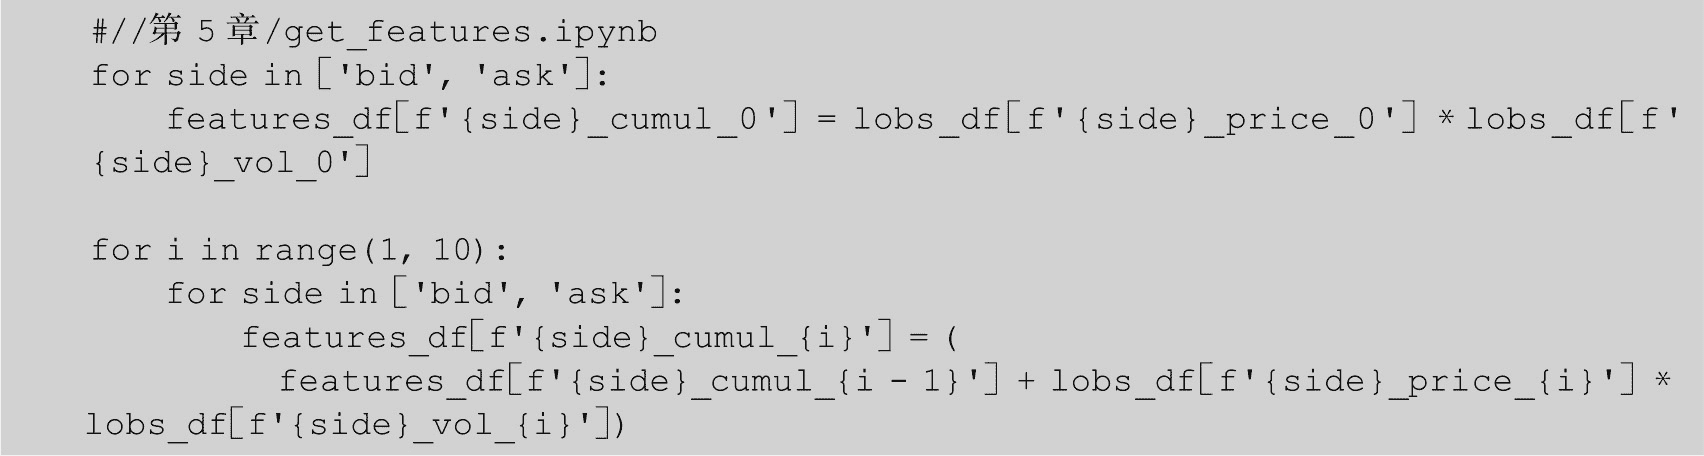 #//第 5 章/get_features.ipynb
for side in ['bid', 'ask']:
    features_df[f'{side}_cumul_0'] = lobs_df[f'{side}_price_0'] * lobs_df[f'
{side}_vol_0']

for i in range(1, 10):
    for side in ['bid', 'ask']:
        features_df[f'{side}_cumul_{i}'] = (
          features_df[f'{side}_cumul_{i - 1}'] + lobs_df[f'{side}_price_{i}'] *
lobs_df[f'{side}_vol_{i}'])